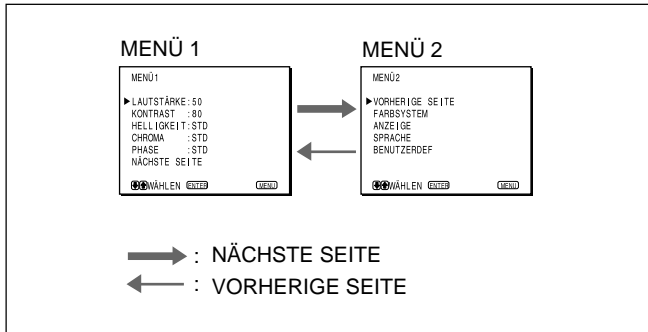 MENÜ 1
MENÜ1
▶LAUTSTÄRKE:50
KONTRAST :80
HELLIGKEIT:STD
CHROMA :STD
PHASE :STD
NÄCHSTE SEITE
WÄHLEN ENTER MENU
MENÜ 2
MENÜ2
▶VORHERIGE SEITE
FARBSYSTEM
ANZEIGE
SPRACHE
BENUTZERDEF
WÄHLEN ENTER MENU
: NÄCHSTE SEITE
: VORHERIGE SEITE